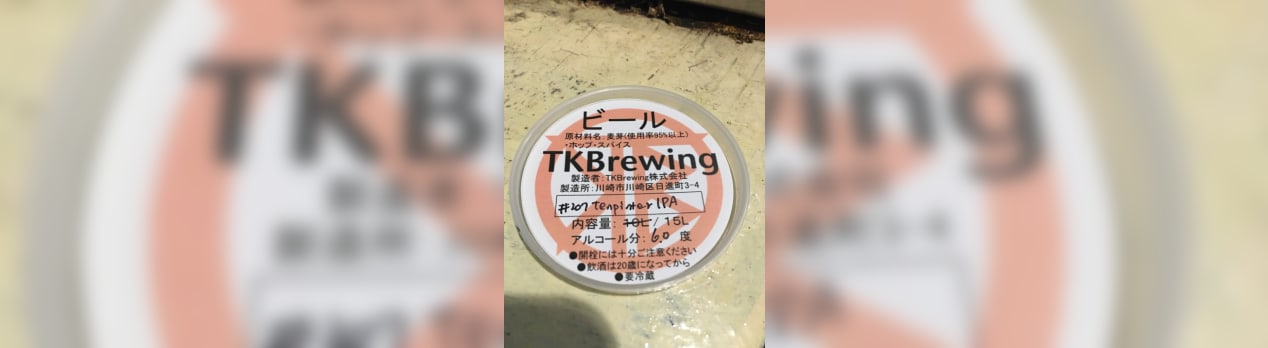 ビール
原材料名：麦芽(使用率95%以上)
・ホップ・スパイス
TKBrewing
製造者：TKBrewing株式会社
製造所：川崎市川崎区日進町3-4
#207 Tenpinter IPA
内容量： 10L / 15L
アルコール分： 6.0 度
●開栓には十分ご注意ください
●飲酒は20歳になってから
●要冷蔵